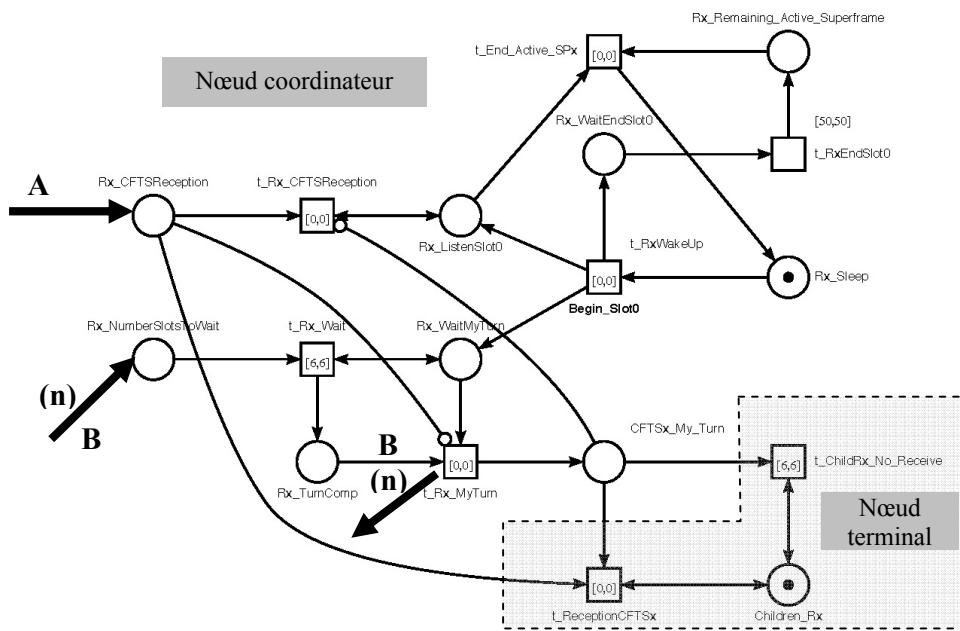 Rx_Remaining_Active_Superframe
t_End_Active_SPx
[0,0]
Nœud coordinateur
Rx_WaitEndSlot0
[50,50]
t_RxEndSlot0
A
Rx_CFTSReception
t_Rx_CFTSReception
[0,0]
Rx_ListenSlot0
t_RxWakeUp
[0,0]
Rx_Sleep
Begin_Slot0
Rx_NumberSlotsToWait
t_Rx_Wait
Rx_WaitMyTurn
[6,6]
(n)
B
CFTSx_My_Turn
B
[0,0]
[6,6]
t_ChildRx_No_Receive
Rx_TurnComp
(n)
t_Rx_MyTurn
Nœud
terminal
[0,0]
t_ReceptionCFTSx
Children_Rx